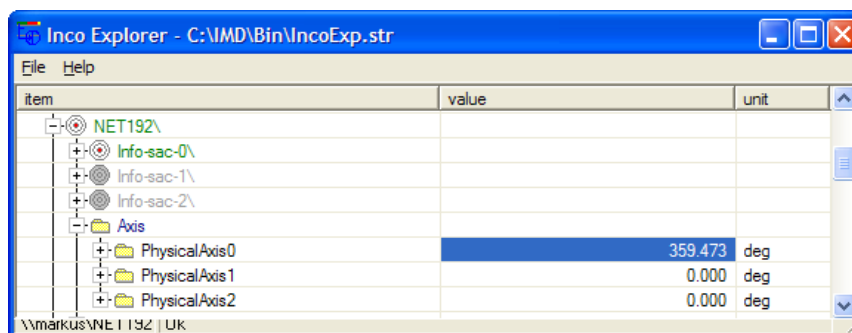 Inco Explorer - C:\IMD\Bin\IncoExp.str
File Help
item value unit
NET192\
Info-sac-0\
Info-sac-1\
Info-sac-2\
Axis
PhysicalAxis0 359.473 deg
PhysicalAxis1 0.000 deg
PhysicalAxis2 0.000 deg
\\markus\NET192 OK